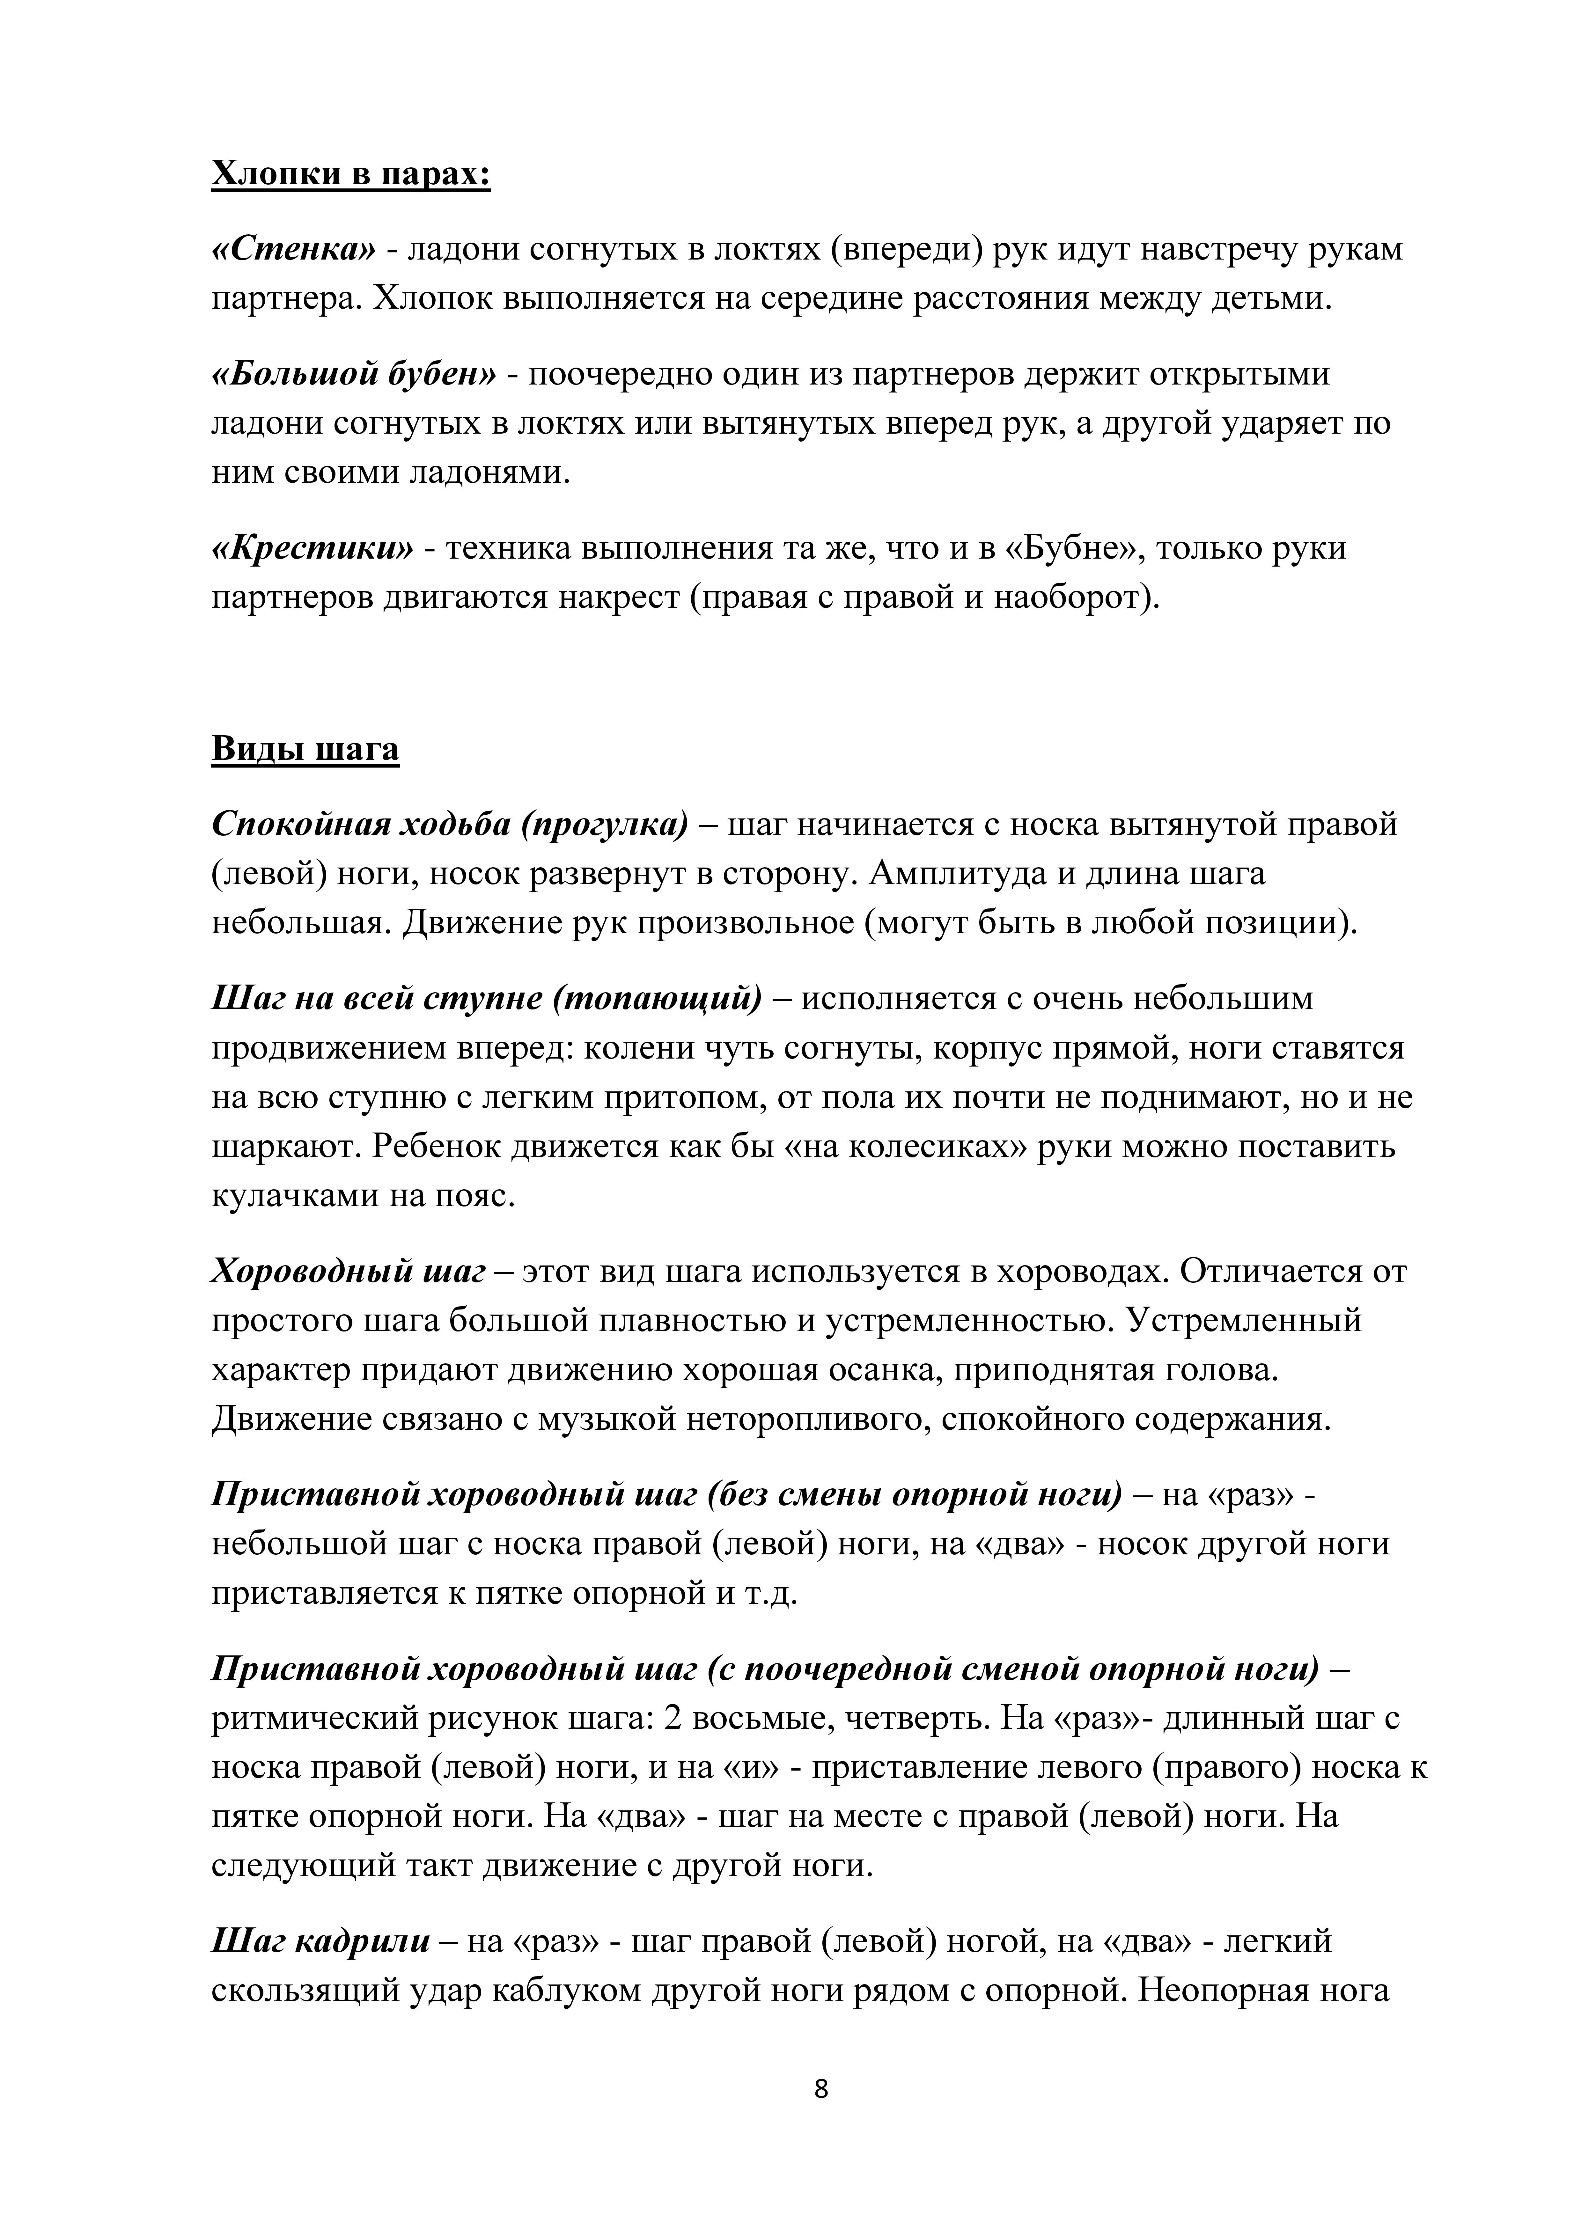 Хлопки в парах:
«Стенка» - ладони согнутых в локтях (впереди) рук идут навстречу рукам
партнера. Хлопок выполняется на середине расстояния между детьми.
«Большой бубен» - поочередно один из партнеров держит открытыми
ладони согнутых в локтях или вытянутых вперед рук, а другой ударяет по
ним своими ладонями.
«Крестики» - техника выполнения та же, что и в «Бубне», только руки
партнеров двигаются накрест (правая с правой и наоборот).
Виды шага
Спокойная ходьба (прогулка) – шаг начинается с носка вытянутой правой
(левой) ноги, носок развернут в сторону. Амплитуда и длина шага
небольшая. Движение рук произвольное (могут быть в любой позиции).
Шаг на всей ступне (топающий) – исполняется с очень небольшим
продвижением вперед: колени чуть согнуты, корпус прямой, ноги ставятся
на всю ступню с легким притопом, от пола их почти не поднимают, но и не
шаркают. Ребенок движется как бы «на колесиках» руки можно поставить
кулачками на пояс.
Хороводный шаг – этот вид шага используется в хороводах. Отличается от
простого шага большой плавностью и устремленностью. Устремленный
характер придают движению хорошая осанка, приподнятая голова.
Движение связано с музыкой неторопливого, спокойного содержания.
Приставной хороводный шаг (без смены опорной ноги) – на «раз» -
небольшой шаг с носка правой (левой) ноги, на «два» - носок другой ноги
приставляется к пятке опорной и т.д.
Приставной хороводный шаг (с поочередной сменой опорной ноги) –
ритмический рисунок шага: 2 восьмые, четверть. На «раз»- длинный шаг с
носка правой (левой) ноги, и на «и» - приставление левого (правого) носка к
пятке опорной ноги. На «два» - шаг на месте с правой (левой) ноги. На
следующий такт движение с другой ноги.
Шаг кадрили – на «раз» - шаг правой (левой) ногой, на «два» - легкий
скользящий удар каблуком другой ноги рядом с опорной. Неопорная нога
8